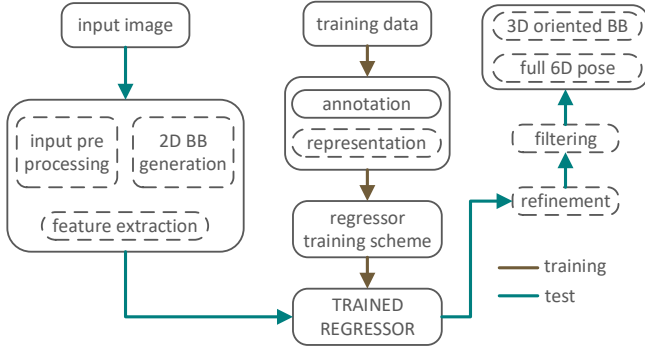 input image
input pre
processing
2D BB
generation
feature extraction
training data
annotation
representation
regressor
training scheme
TRAINED
REGRESSOR
3D oriented BB
full 6D pose
filtering
refinement
training
test